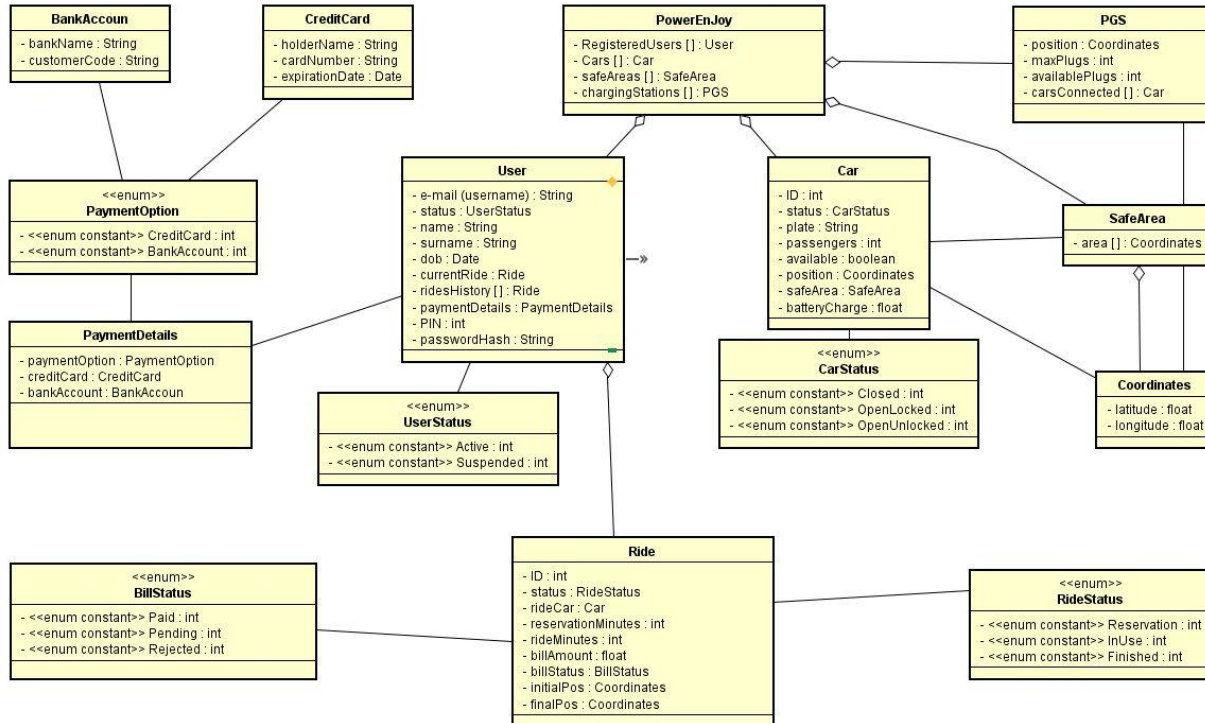 BankAccoun
- bankName : String
- customerCode : String
CreditCard
- holderName : String
- cardNumber : String
- expirationDate : Date
PowerEnJoy
- RegisteredUsers [] : User
- Cars [] : Car
- safeAreas [] : SafeArea
- chargingStations [] : PGS
PGS
- position : Coordinates
- maxPlugs : int
- availablePlugs : int
- carsConnected [] : Car
<<enum>>
PaymentOption
- <<enum constant>> CreditCard : int
- <<enum constant>> BankAccount : int
User
- e-mail (username) : String
- status : UserStatus
- name : String
- surname : String
- dob : Date
- currentRide : Ride
- ridesHistory [] : Ride
- paymentDetails : PaymentDetails
- PIN : int
- passwordHash : String
Car
- ID : int
- status : CarStatus
- plate : String
- passengers : int
- available : boolean
- position : Coordinates
- safeArea : SafeArea
- batteryCharge : float
SafeArea
- area [] : Coordinates
PaymentDetails
- paymentOption : PaymentOption
- creditCard : CreditCard
- bankAccount : BankAccoun
<<enum>>
UserStatus
- <<enum constant>> Active : int
- <<enum constant>> Suspended : int
<<enum>>
CarStatus
- <<enum constant>> Closed : int
- <<enum constant>> OpenLocked : int
- <<enum constant>> OpenUnlocked : int
Coordinates
- latitude : float
- longitude : float
<<enum>>
BillStatus
- <<enum constant>> Paid : int
- <<enum constant>> Pending : int
- <<enum constant>> Rejected : int
Ride
- ID : int
- status : RideStatus
- rideCar : Car
- reservationMinutes : int
- rideMinutes : int
- billAmount : float
- billStatus : BillStatus
- initialPos : Coordinates
- finalPos : Coordinates
<<enum>>
RideStatus
- <<enum constant>> Reservation : int
- <<enum constant>> InUse : int
- <<enum constant>> Finished : int